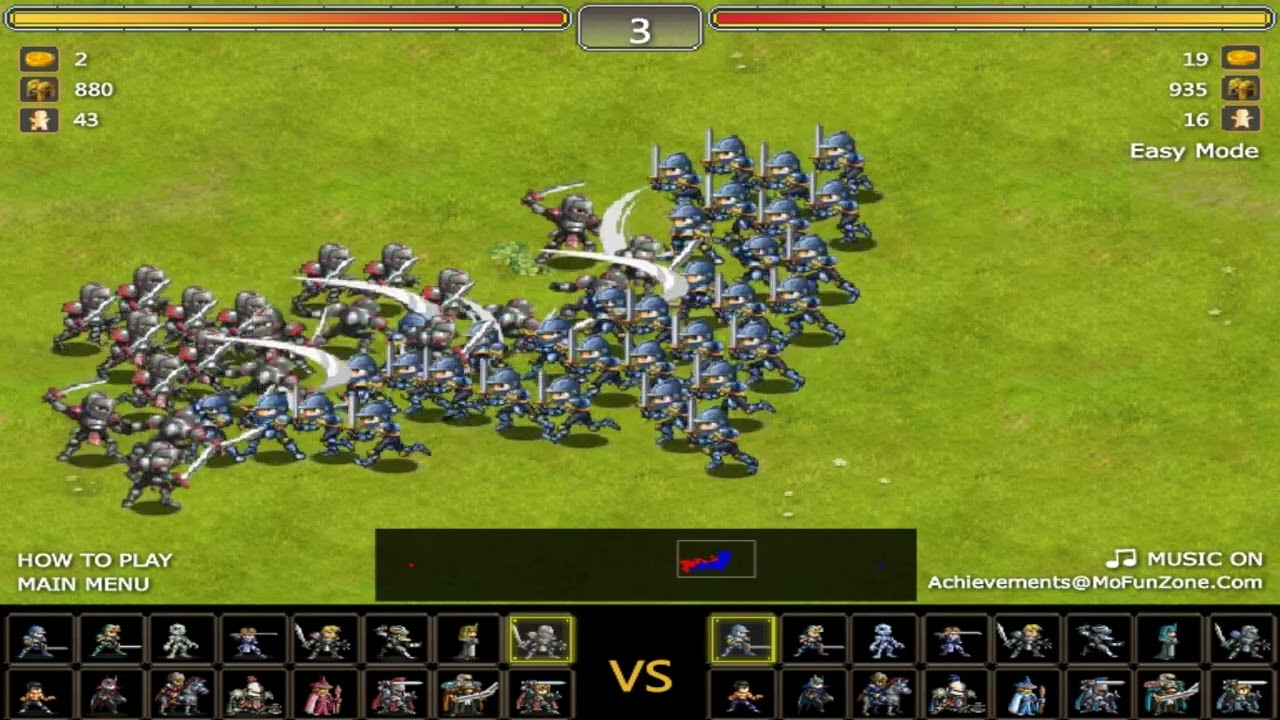 3
2
19
880
935
43
16
Easy Mode
HOW TO PLAY
MUSIC ON
MAIN MENU
Achievements@MoFunZone.Com
VS